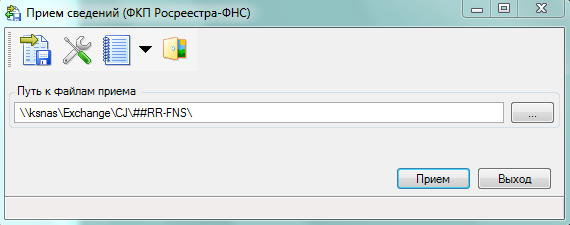 Прием сведений (ФКП Росреестра-ФНС)
Путь к файлам приема
\\ksnas\Exchange\CJ\##RR-FNS\
...
Прием
Выход